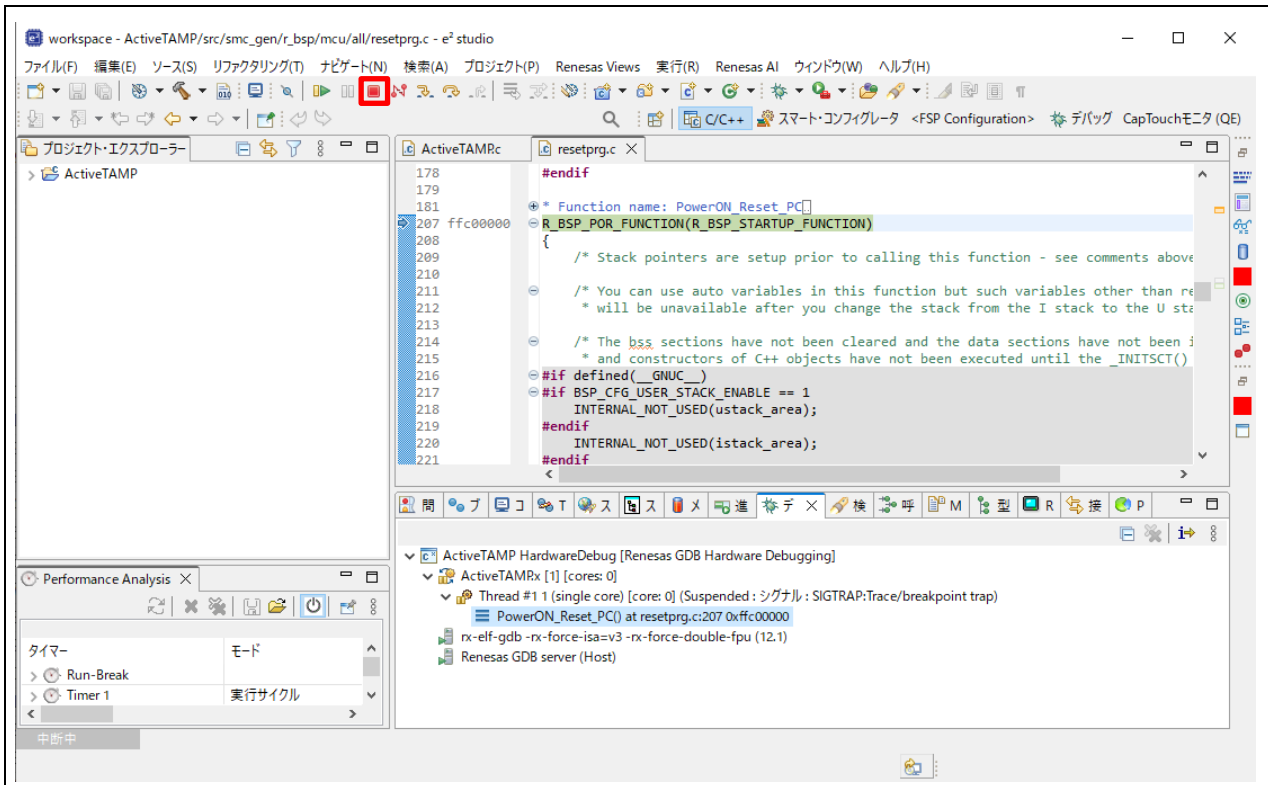 workspace - ActiveTAMP/src/smc_gen/r_bsp/mcu/all/resetprg.c - e² studio
ファイル(F) 編集(E) ソース(S) リファクタリング(T) ナビゲート(N) 検索(A) プロジェクト(P) Renesas Views 実行(R) Renesas AI ウィンドウ(W) ヘルプ(H)
C/C++ スマート・コンフィグレータ <FSP Configuration> デバッグ CapTouchモニタ (QE)
プロジェクト・エクスプローラー
ActiveTAMP
ActiveTAMP.c resetprg.c
178 #endif
179
181 * Function name: PowerON_Reset_PC
207 ffc00000 R_BSP_POR_FUNCTION(R_BSP_STARTUP_FUNCTION)
208 {
209 /* Stack pointers are setup prior to calling this function - see comments above
210
211 /* You can use auto variables in this function but such variables other than re
212 * will be unavailable after you change the stack from the I stack to the U sta
213
214 /* The bss sections have not been cleared and the data sections have not been i
215 * and constructors of C++ objects have not been executed until the _INITSCT()
216 #if defined(__GNUC__)
217 #if BSP_CFG_USER_STACK_ENABLE == 1
218 INTERNAL_NOT_USED(ustack_area);
219 #endif
220 INTERNAL_NOT_USED(istack_area);
221 #endif
問 プ コ T ス ス メ 進 デ 検 呼 M 型 R 接 P
ActiveTAMP HardwareDebug [Renesas GDB Hardware Debugging]
ActiveTAMP.x [1] [cores: 0]
Thread #1 1 (single core) [core: 0] (Suspended : シグナル : SIGTRAP:Trace/breakpoint trap)
PowerON_Reset_PC() at resetprg.c:207 0xffc00000
rx-elf-gdb -rx-force-isa=v3 -rx-force-double-fpu (12.1)
Renesas GDB server (Host)
Performance Analysis
タイマー モード
Run-Break
Timer 1 実行サイクル
中断中